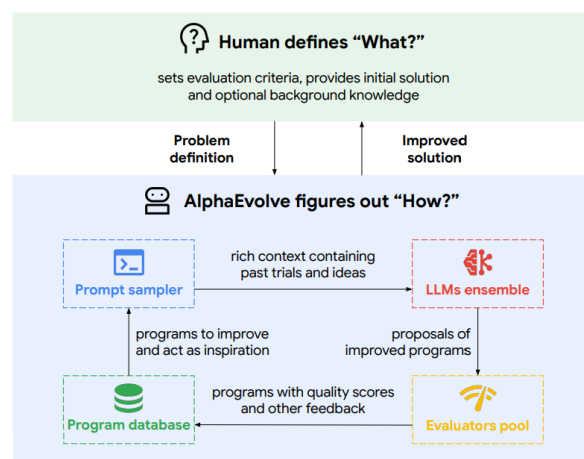 Human defines “What?”
sets evaluation criteria, provides initial solution
and optional background knowledge
Problem
definition
Improved
solution
AlphaEvolve figures out “How?”
Prompt sampler
rich context containing
past trials and ideas
LLMs ensemble
programs to improve
and act as inspiration
proposals of
improved programs
Program database
programs with quality scores
and other feedback
Evaluators pool